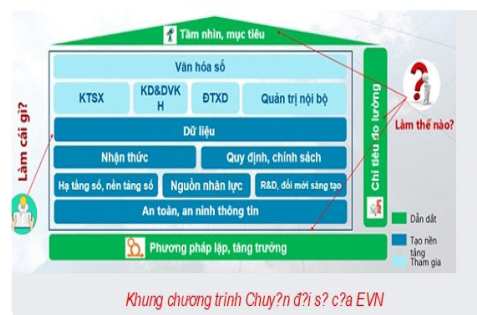 Tầm nhìn, mục tiêu
Văn hóa số
KTSX
KD&DVK
H
ĐTXD
Quản trị nội bộ
Dữ liệu
Nhận thức
Quy định, chính sách
Hạ tầng số, nền tảng số
Nguồn nhân lực
R&D, đổi mới sáng tạo
An toàn, an ninh thông tin
Phương pháp lập, tăng trưởng
Làm cái gì?
Chỉ tiêu đo lường
Làm thế nào?
Dẫn dắt
Tạo nền
tảng
Tham gia
Khung chương trình Chuy?n đ?i s? c?a EVN